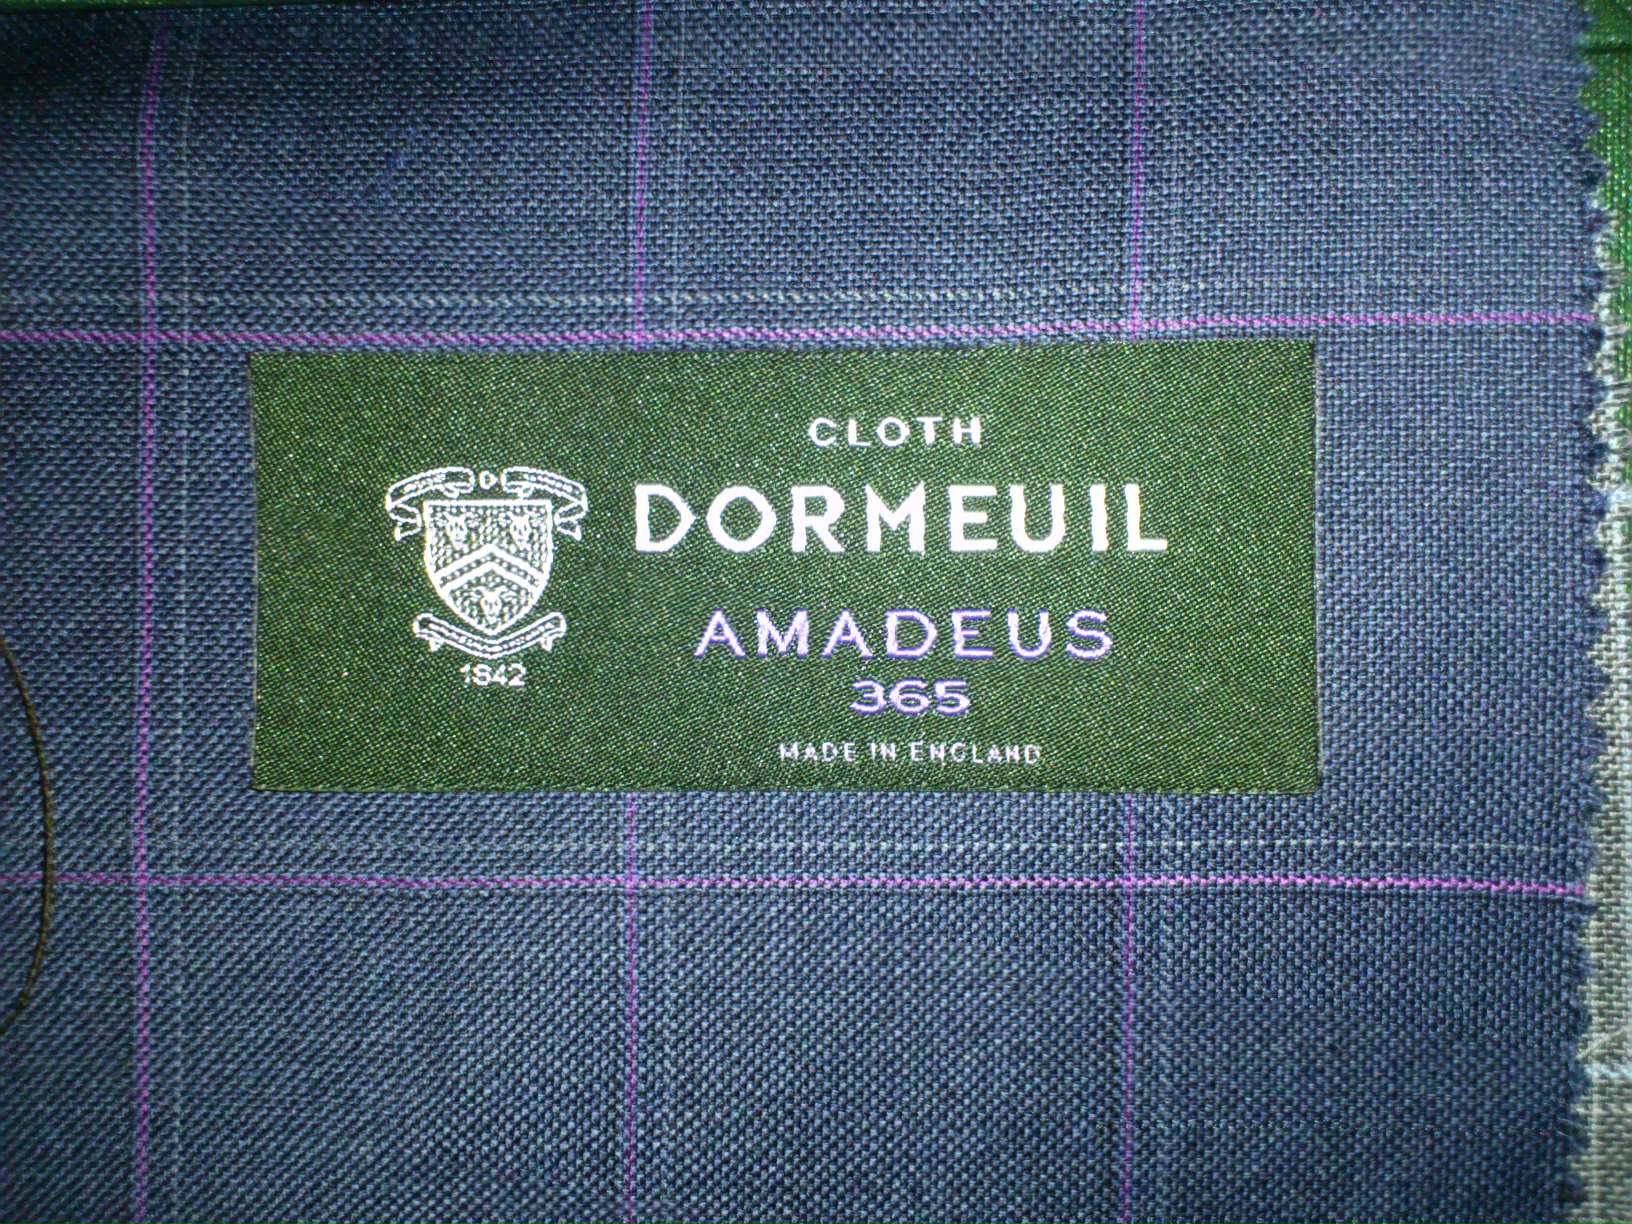 CLOTH
DORMEUIL
AMADEUS
365
MADE IN ENGLAND
D
1842